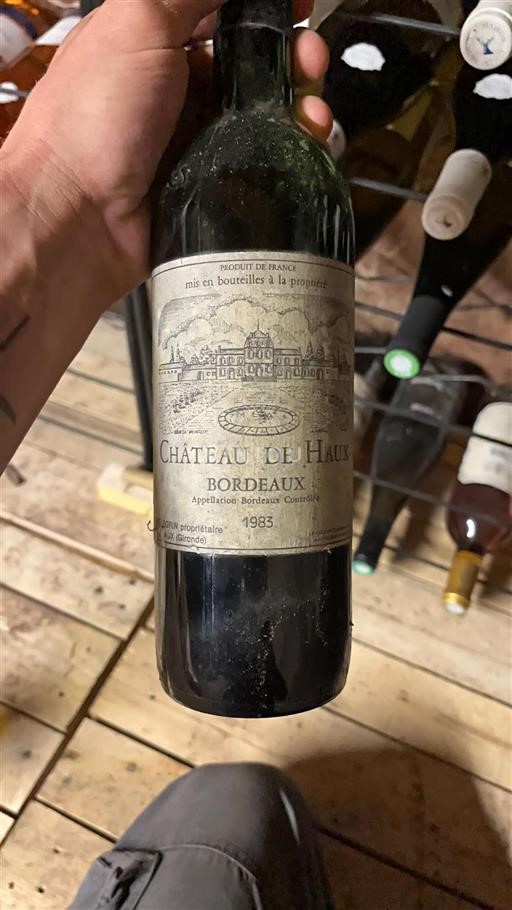 PRODUIT DE FRANCE
mis en bouteilles à la propriété
CHÂTEAU DE HAUX
BORDEAUX
Appellation Bordeaux Contrôlée
1983
propriétaire
(Gironde)